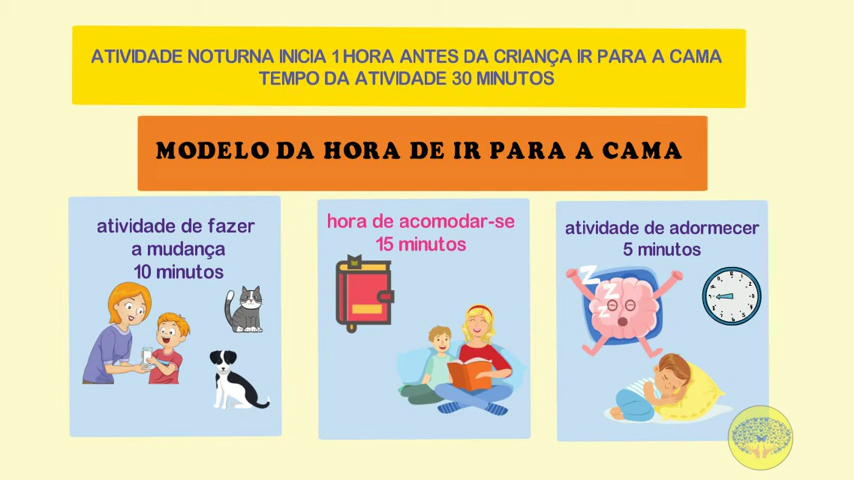 ATIVIDADE NOTURNA INICIA 1 HORA ANTES DA CRIANÇA IR PARA A CAMA
TEMPO DA ATIVIDADE 30 MINUTOS
MODELO DA HORA DE IR PARA A CAMA
atividade de fazer
a mudança
10 minutos
hora de acomodar-se
15 minutos
atividade de adormecer
5 minutos
Z
Z
Z